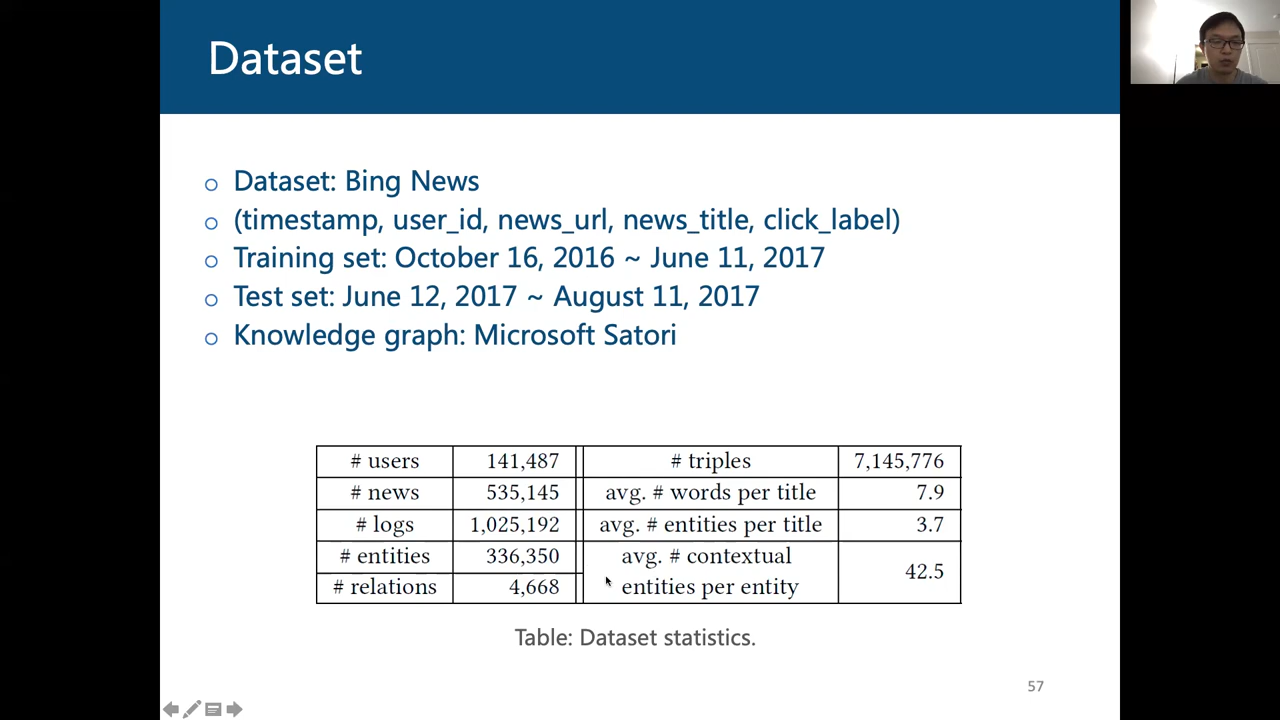 Dataset
Dataset: Bing News
(timestamp, user_id, news_url, news_title, click_label)
Training set: October 16, 2016 ~ June 11, 2017
Test set: June 12, 2017 ~ August 11, 2017
Knowledge graph: Microsoft Satori
# users 141,487 # triples 7,145,776
# news 535,145 avg. # words per title 7.9
# logs 1,025,192 avg. # entities per title 3.7
# entities 336,350 avg. # contextual
# relations 4,668 entities per entity 42.5
Table: Dataset statistics.
57